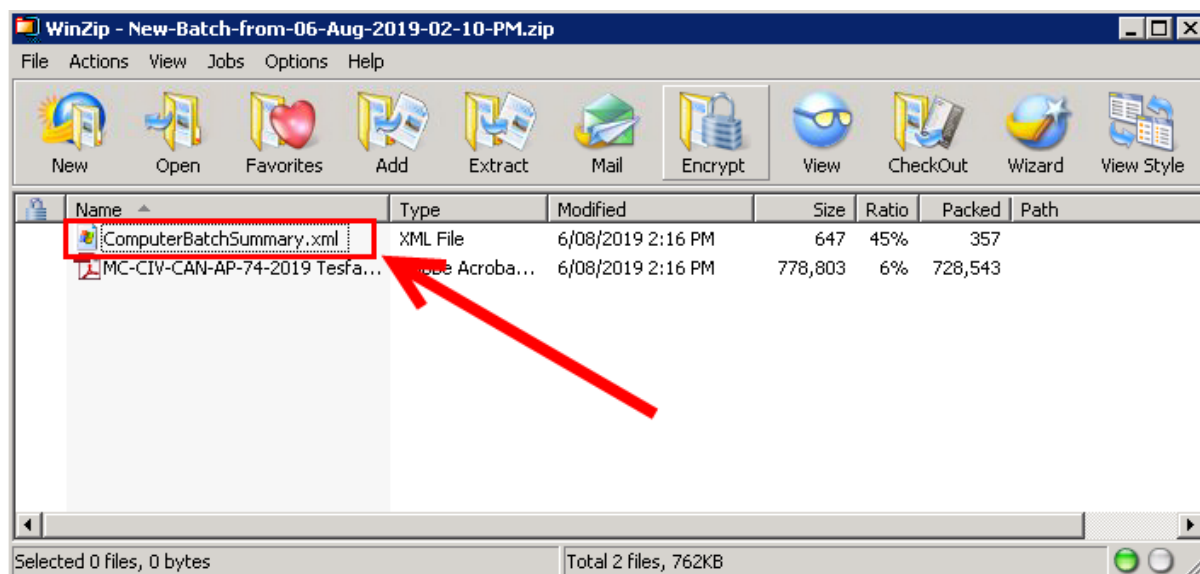 WinZip - New-Batch-from-06-Aug-2019-02-10-PM.zip
File Actions View Jobs Options Help
New Open Favorites Add Extract Mail Encrypt View CheckOut Wizard View Style
Name Type Modified Size Ratio Packed Path
ComputerBatchSummary.xml XML File 6/08/2019 2:16 PM 647 45% 357
MC-CIV-CAN-AP-74-2019 Tesfa... Acroba... 6/08/2019 2:16 PM 778,803 6% 728,543
Selected 0 files, 0 bytes Total 2 files, 762KB